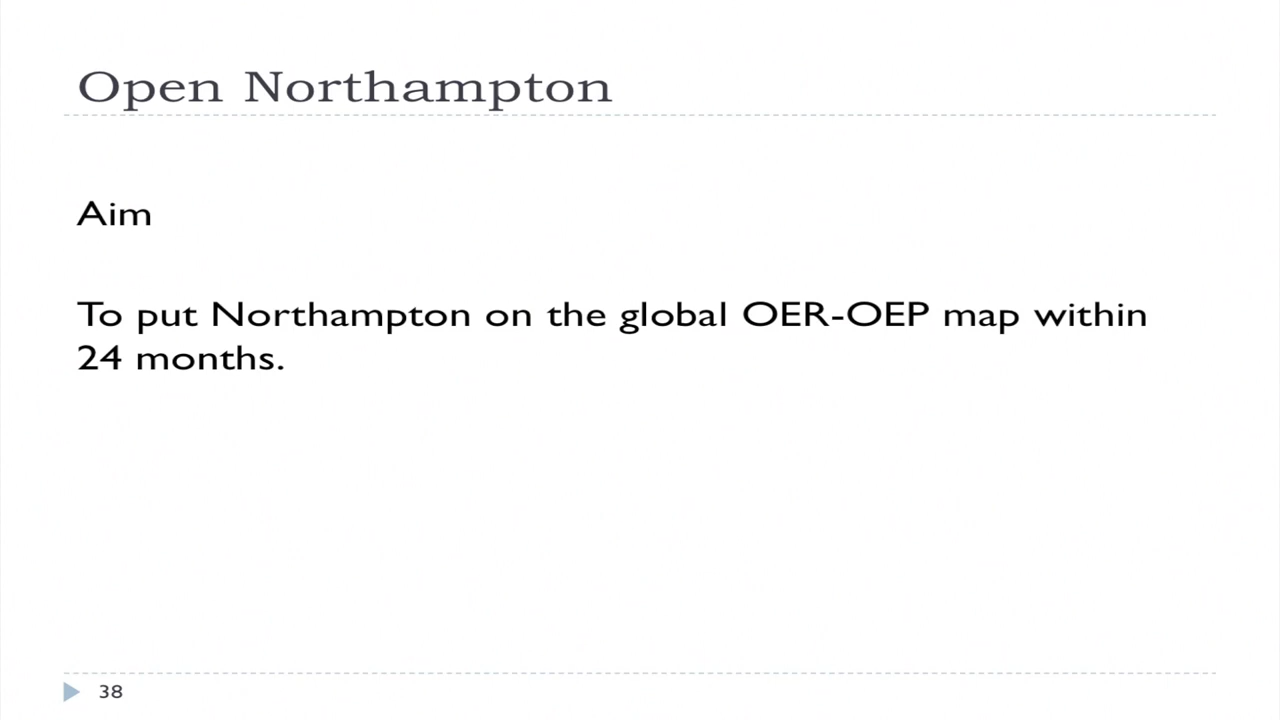 Open Northampton
Aim
To put Northampton on the global OER-OEP map within
24 months.
38